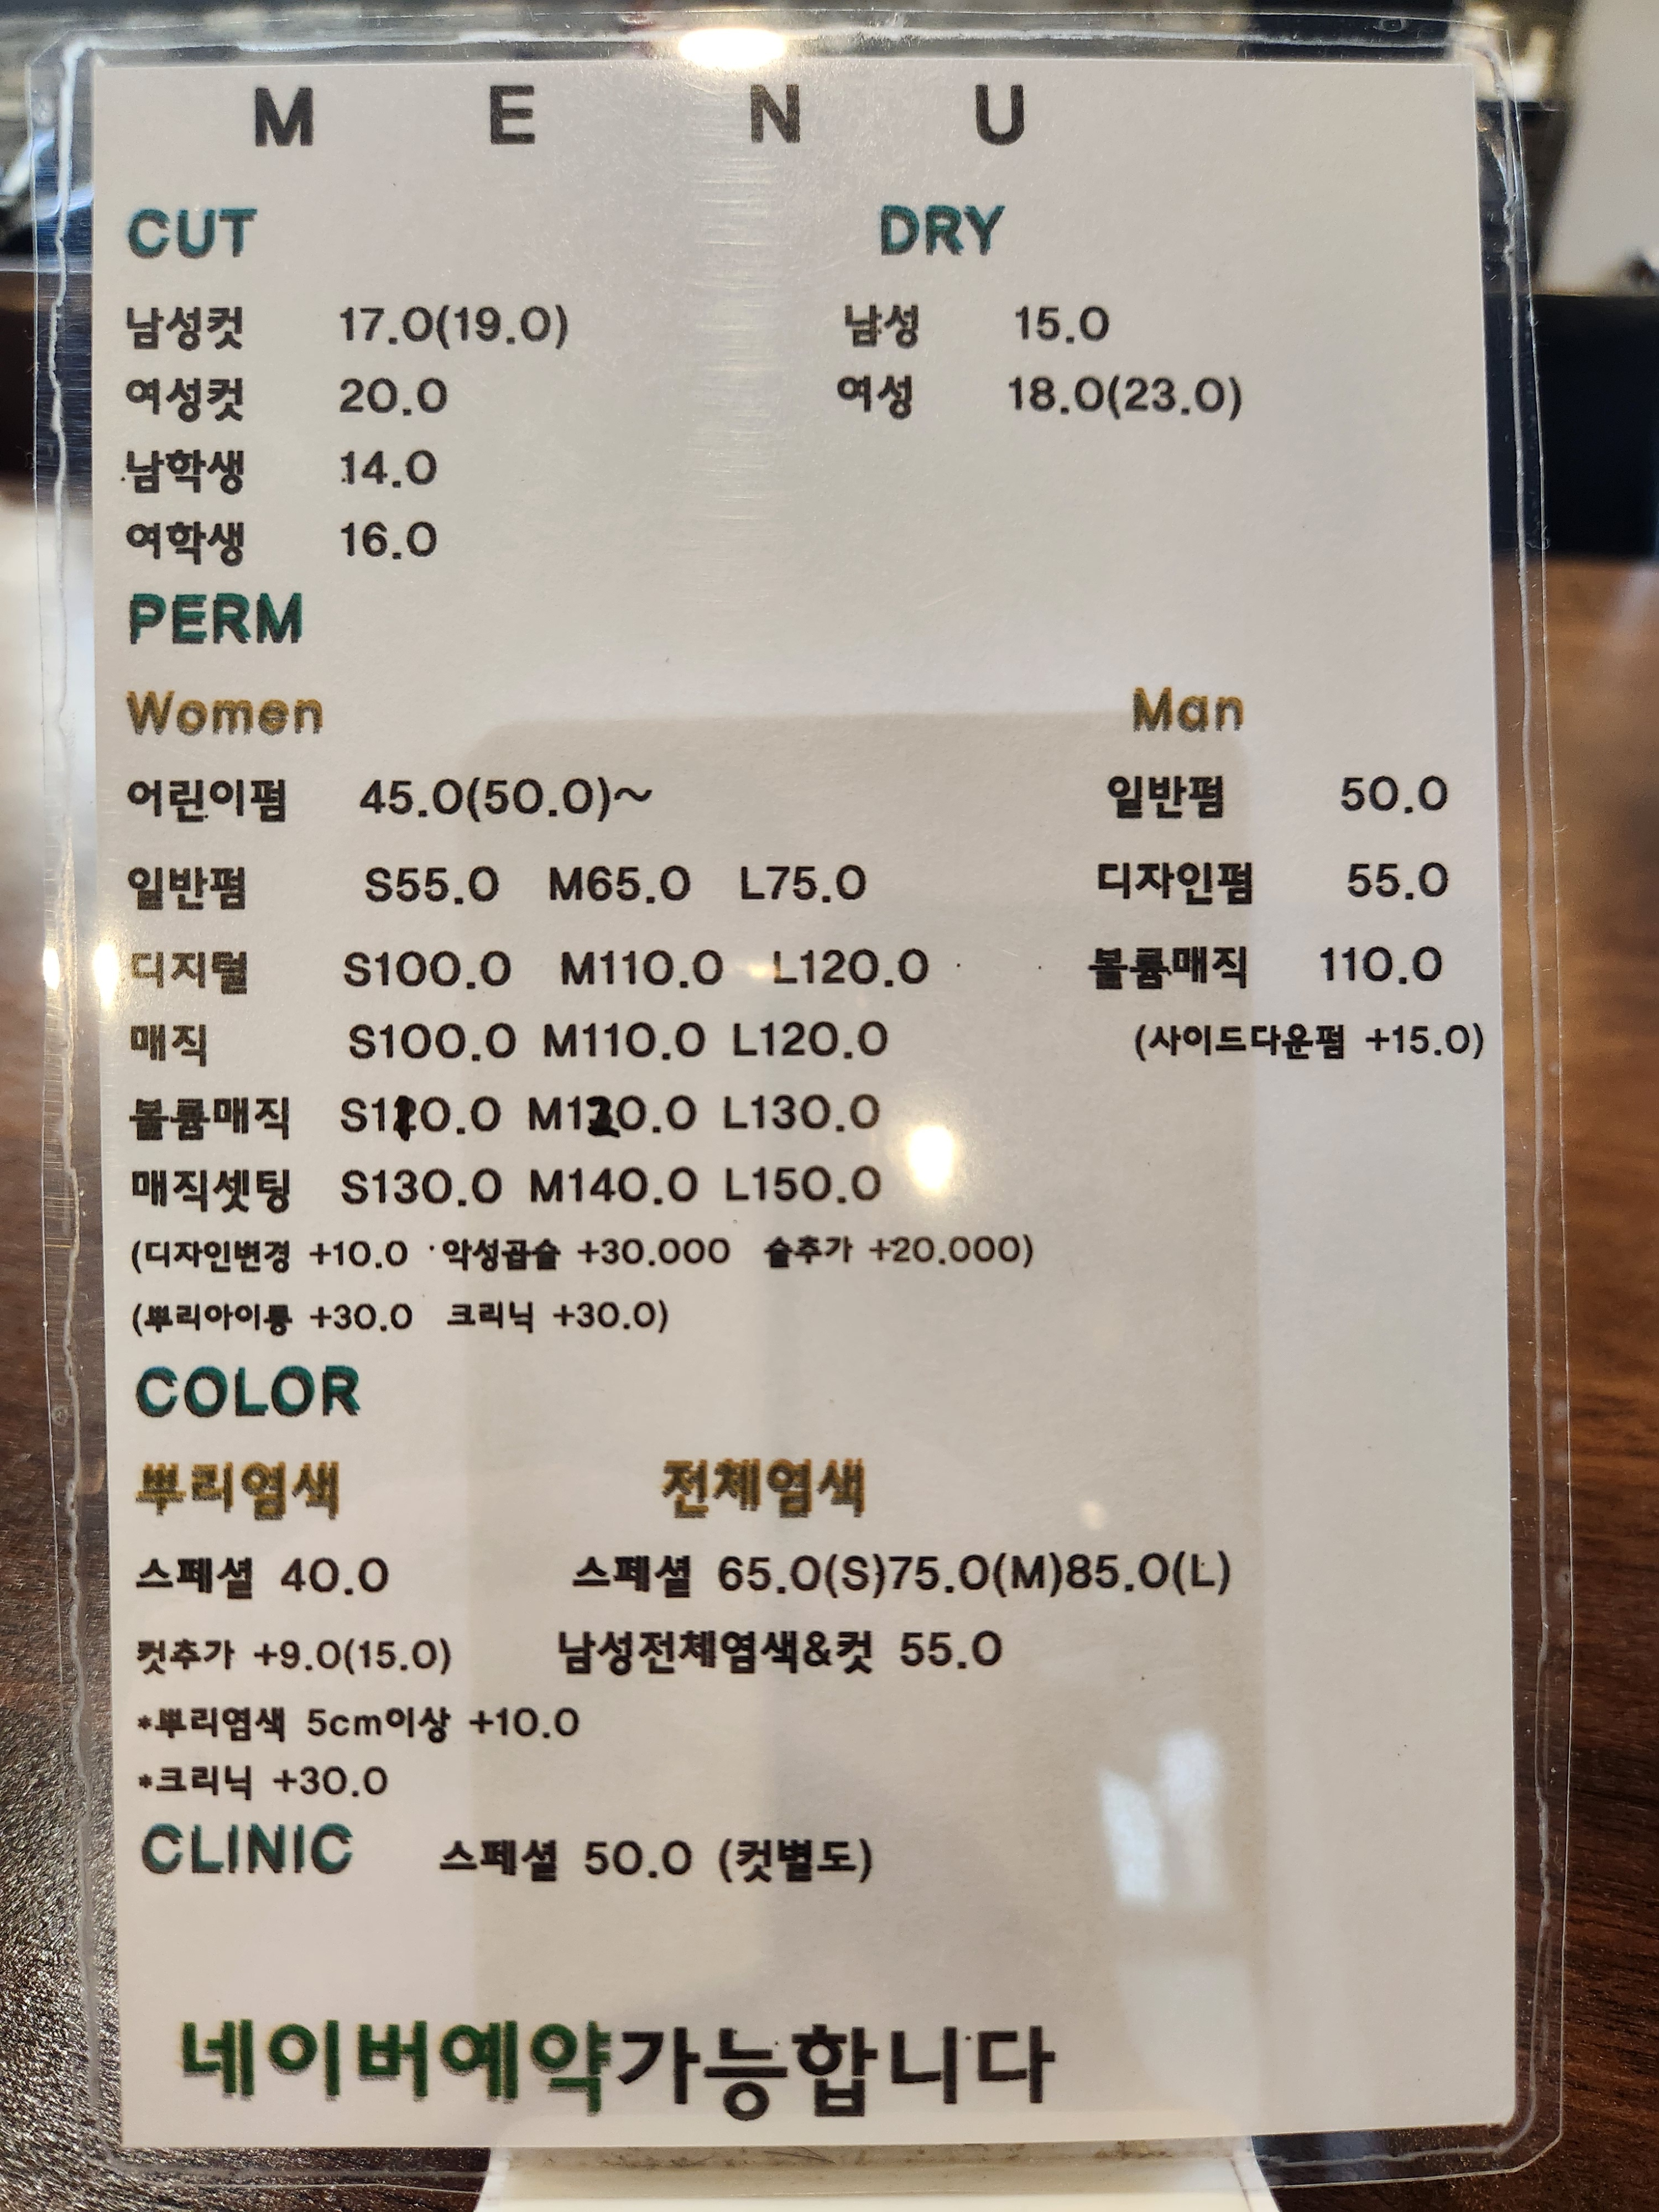 M E N U
CUT DRY
남성컷 17.0(19.0) 남성 15.0
여성컷 20.0 여성 18.0(23.0)
남학생 14.0
여학생 16.0
PERM
Women Man
어린이펌 45.0(50.0)~ 일반펌 50.0
일반펌 S55.0 M65.0 L75.0 디자인펌 55.0
디지털 S100.0 M110.0 L120.0 볼륨매직 110.0
매직 S100.0 M110.0 L120.0 (사이드다운펌 +15.0)
볼륨매직 S110.0 M120.0 L130.0
매직셋팅 S130.0 M140.0 L150.0
(디자인변경 +10.0 악성곱슬 +30.000 숱추가 +20.000)
(뿌리아이롱 +30.0 크리닉 +30.0)
COLOR
뿌리염색 전체염색
스페셜 40.0 스페셜 65.0(S)75.0(M)85.0(L)
컷추가 +9.0(15.0) 남성전체염색&컷 55.0
*뿌리염색 5cm이상 +10.0
*크리닉 +30.0
CLINIC 스페셜 50.0 (컷별도)
네이버예약가능합니다